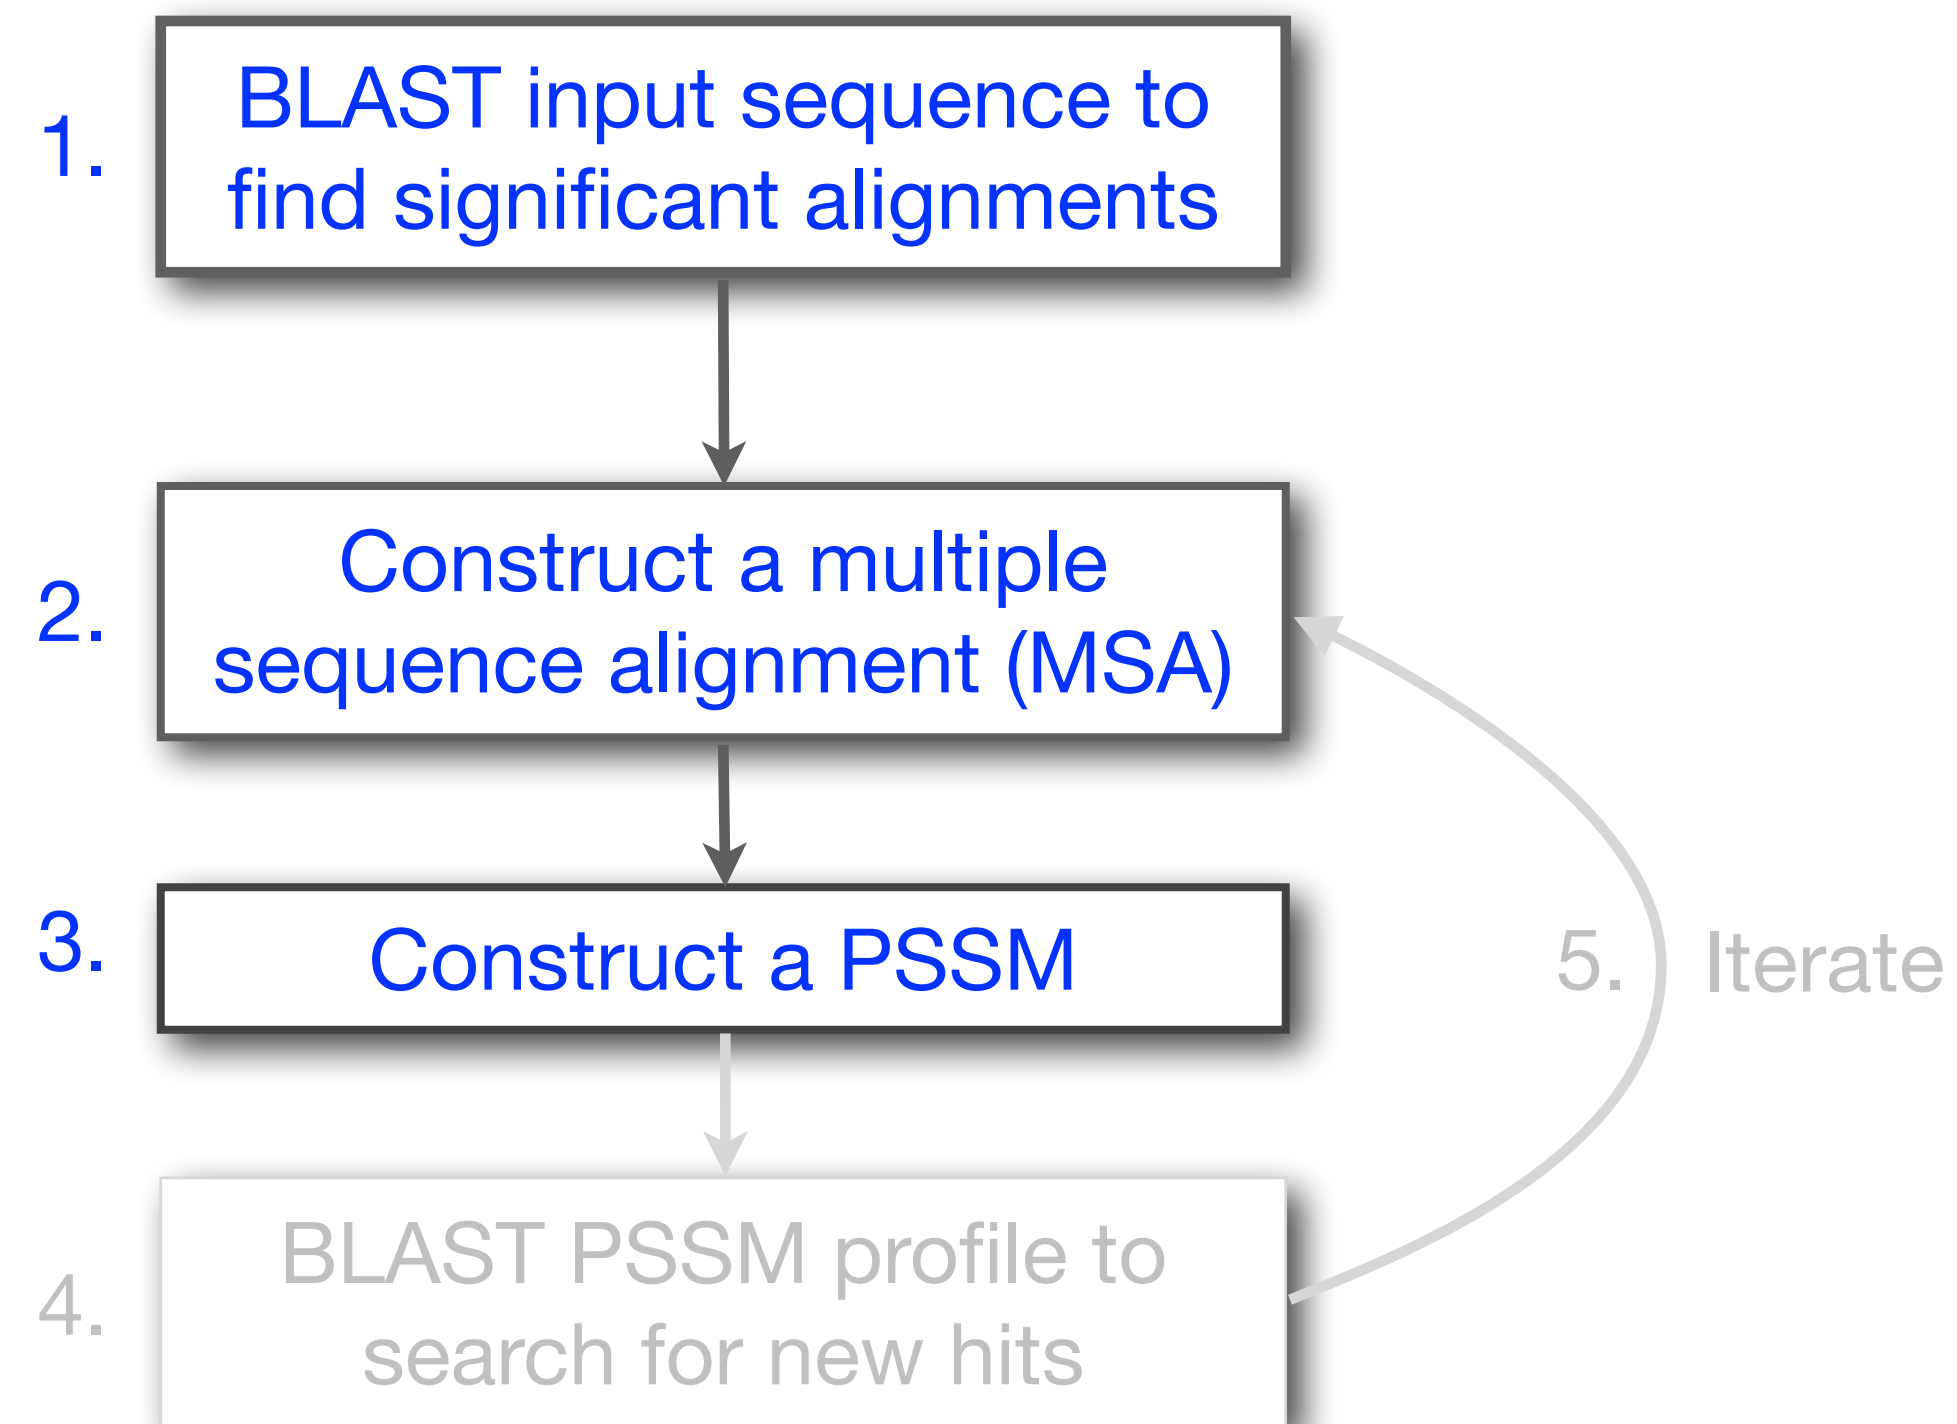 1.
BLAST input sequence to
find significant alignments
2.
Construct a multiple
sequence alignment (MSA)
3.
Construct a PSSM
5. Iterate
4.
BLAST PSSM profile to
search for new hits